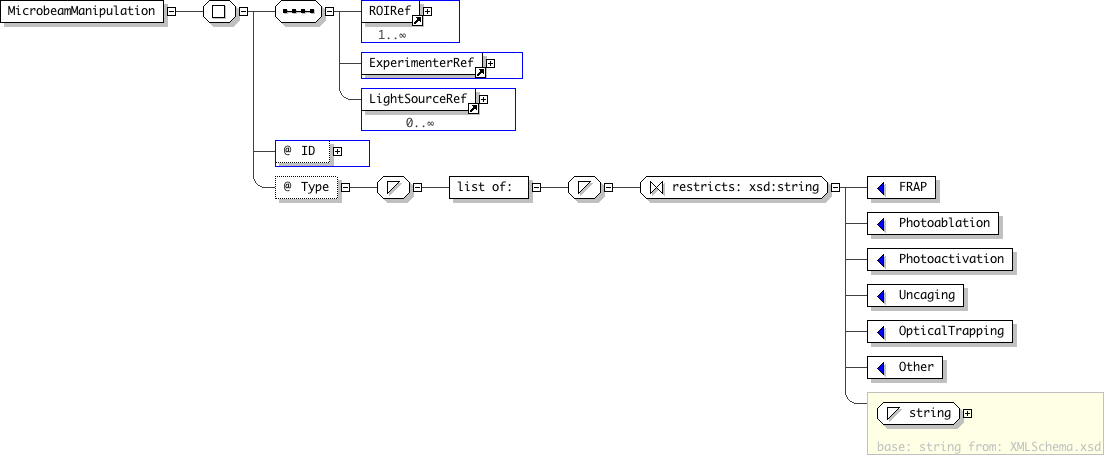 MicrobeamManipulation
ROIRef
1..∞
ExperimenterRef
LightSourceRef
0..∞
@ ID
@ Type
list of:
restricts: xsd:string
FRAP
Photoablation
Photoactivation
Uncaging
OpticalTrapping
Other
string
base: string from: XMLSchema.xsd